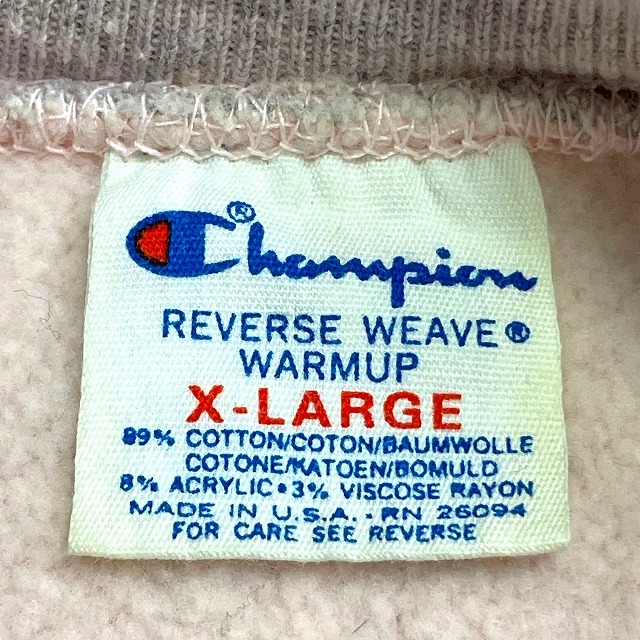 Champion®
REVERSE WEAVE®
WARMUP
X-LARGE
89% COTTON/COTON/BAUMWOLLE
COTONE/KATOEN/BOMULD
8% ACRYLIC•3% VISCOSE RAYON
MADE IN U.S.A.-RN 26094
FOR CARE SEE REVERSE